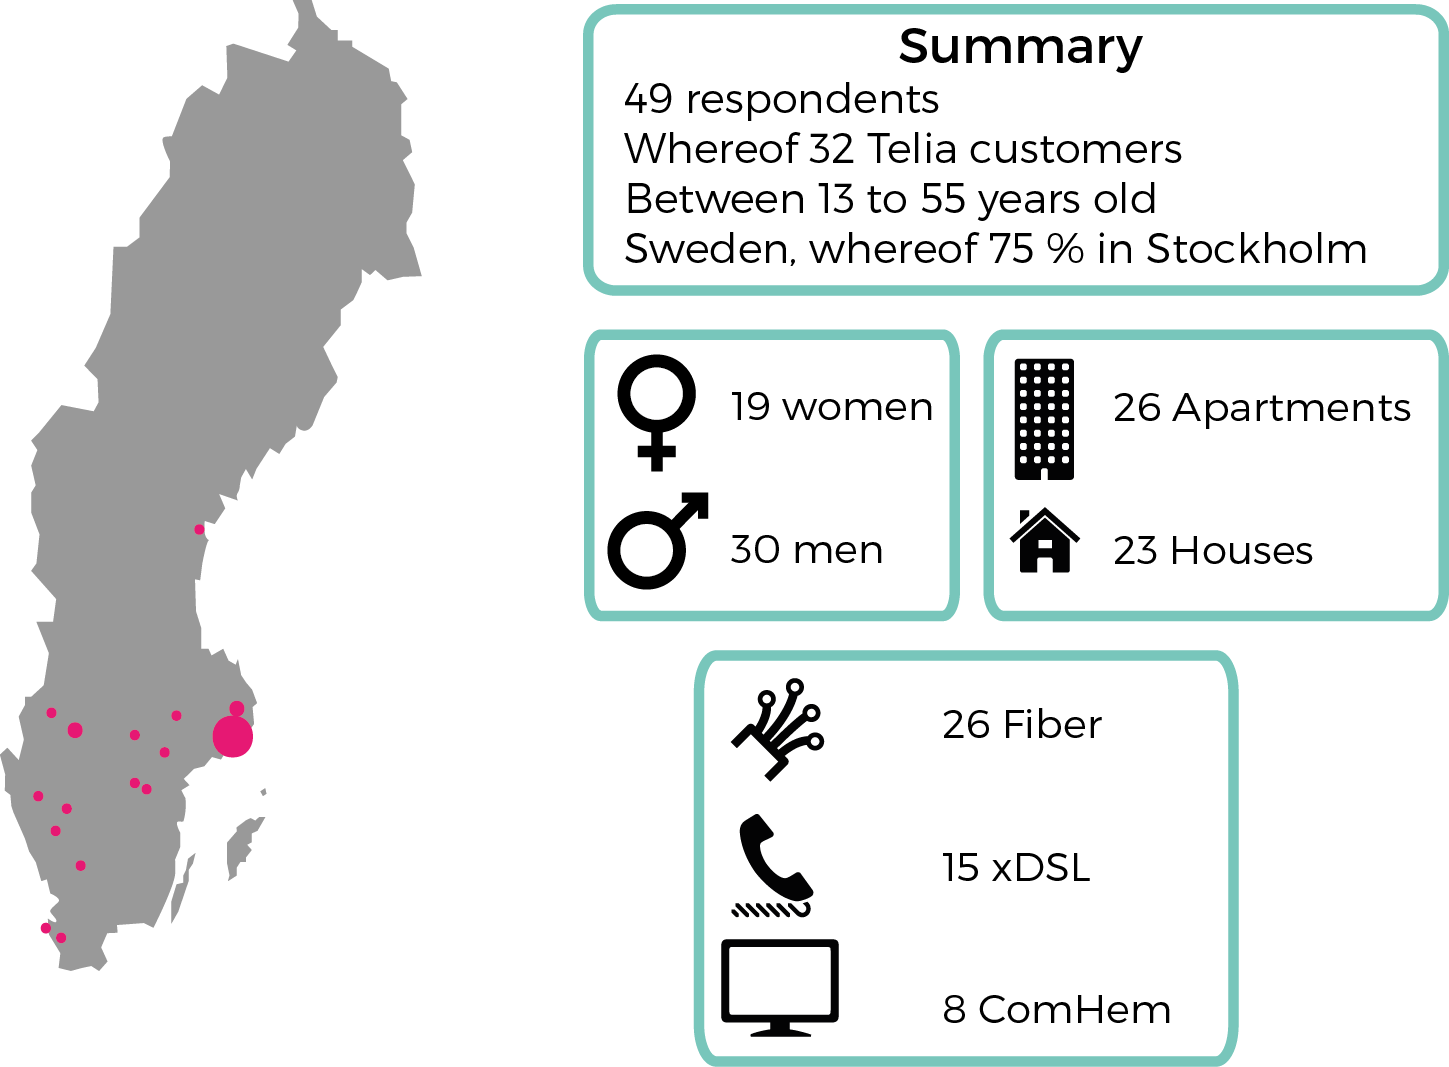 Summary
49 respondents
Whereof 32 Telia customers
Between 13 to 55 years old
Sweden, whereof 75 % in Stockholm
19 women
30 men
26 Apartments
23 Houses
26 Fiber
15 xDSL
8 ComHem